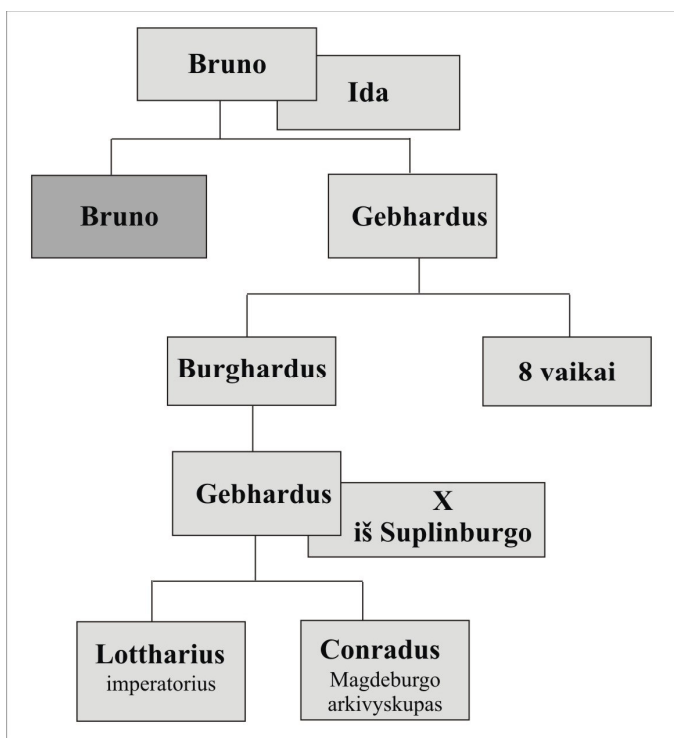 Bruno
Ida
Bruno
Gebhardus
Burghardus
8 vaikai
Gebhardus
X
iš Suplinburgo
Lottharius
imperatorius
Conradus
Magdeburgo
arkivyskupas